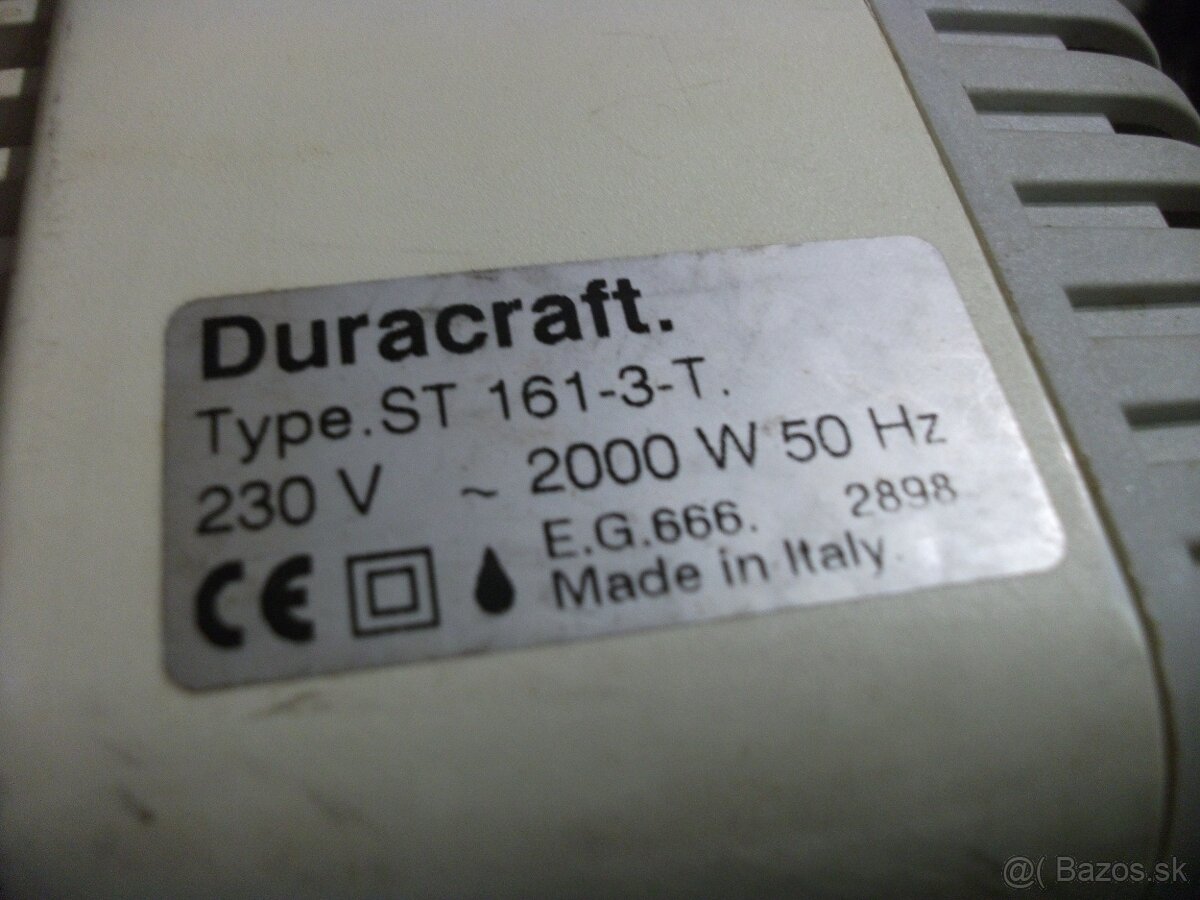 Duracraft.
Type.ST 161-3-T.
230 V ~ 2000 W 50 Hz
E.G.666. 2898
CE Made in Italy.
@( Bazos.sk